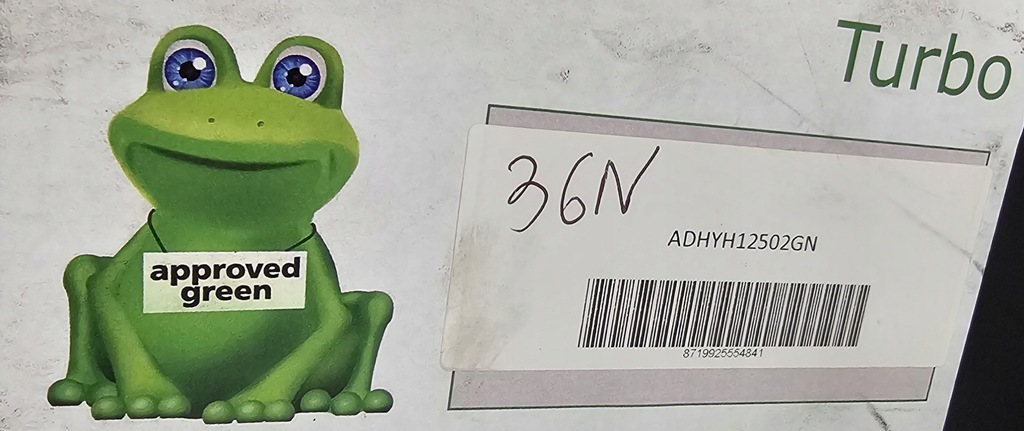 Turbo
approved
green
36N
ADHYH12502GN
8719925554841